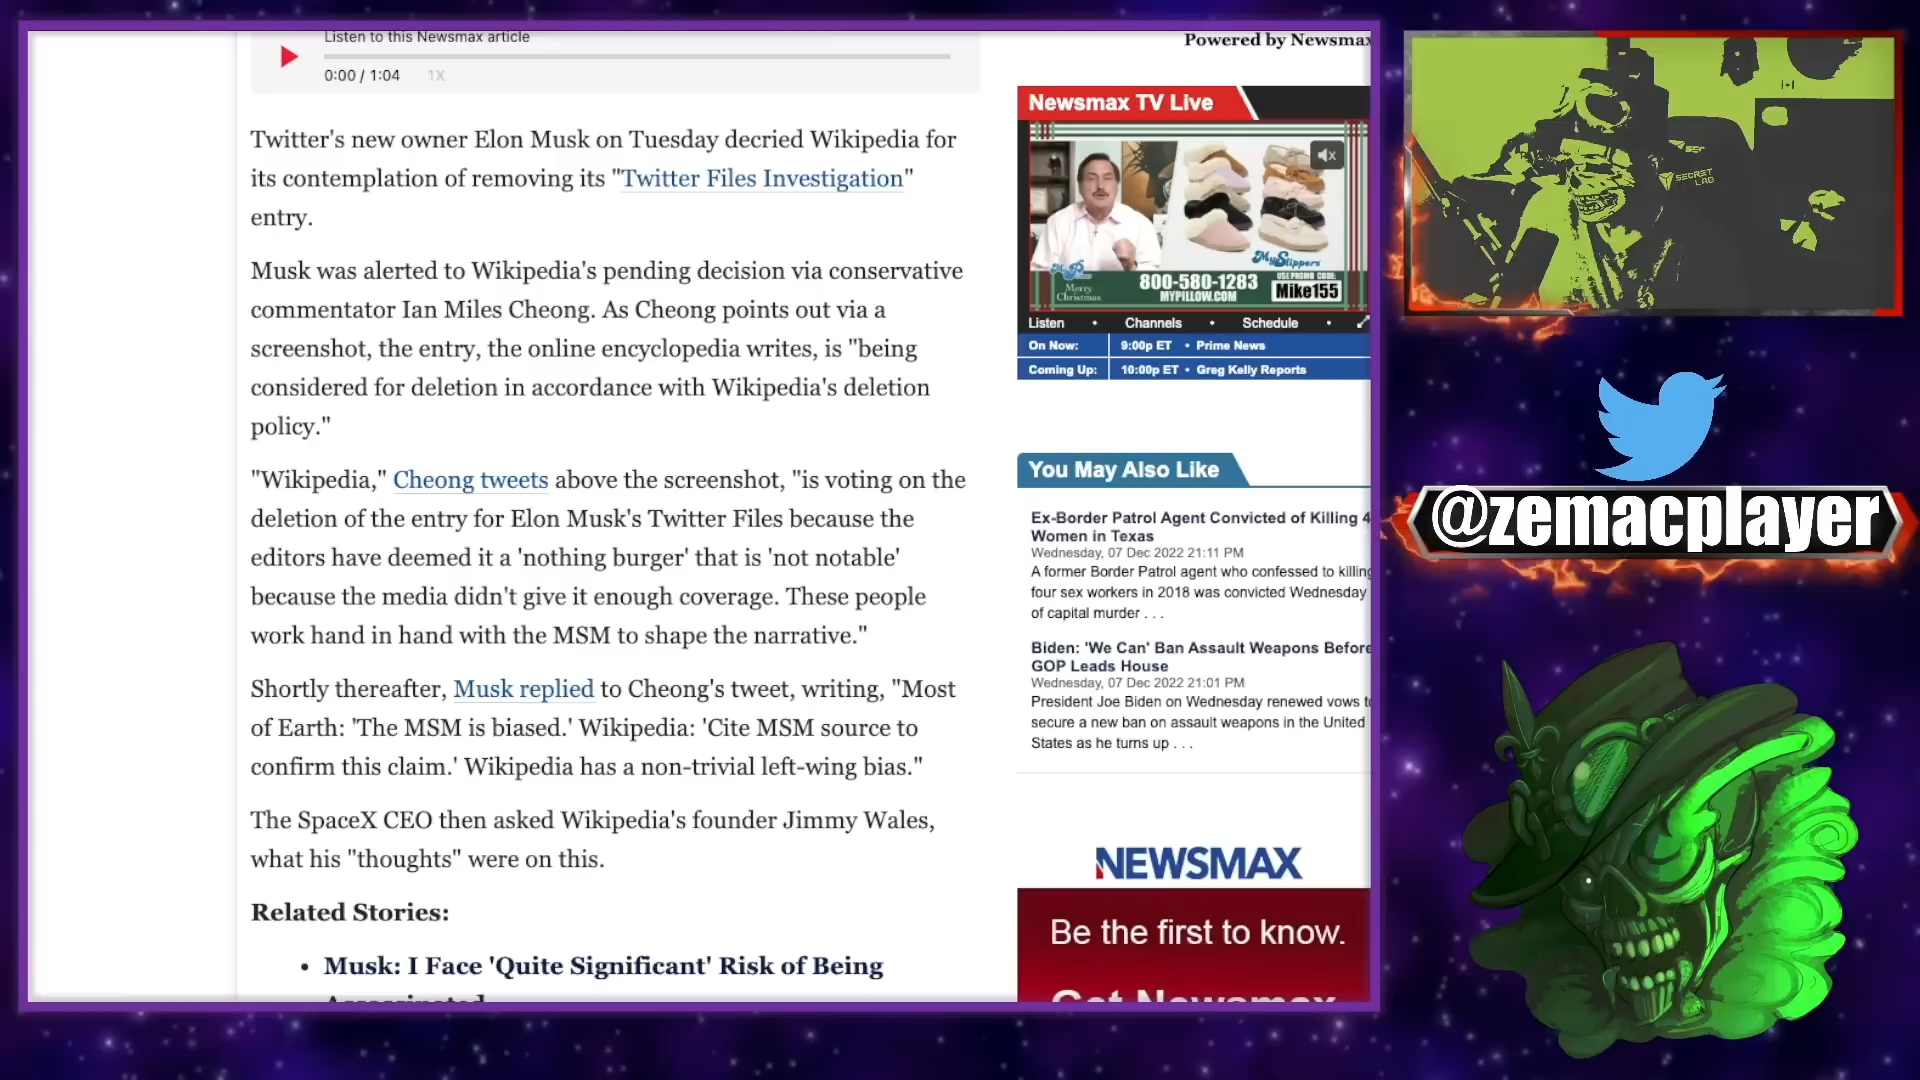 Listen to this Newsmax article
0:00 / 1:04 1X
Twitter's new owner Elon Musk on Tuesday decried Wikipedia for
its contemplation of removing its "Twitter Files Investigation"
entry.
Musk was alerted to Wikipedia's pending decision via conservative
commentator Ian Miles Cheong. As Cheong points out via a
screenshot, the entry, the online encyclopedia writes, is "being
considered for deletion in accordance with Wikipedia's deletion
policy."
"Wikipedia," Cheong tweets above the screenshot, "is voting on the
deletion of the entry for Elon Musk's Twitter Files because the
editors have deemed it a 'nothing burger' that is 'not notable'
because the media didn't give it enough coverage. These people
work hand in hand with the MSM to shape the narrative."
Shortly thereafter, Musk replied to Cheong's tweet, writing, "Most
of Earth: 'The MSM is biased.' Wikipedia: 'Cite MSM source to
confirm this claim.' Wikipedia has a non-trivial left-wing bias."
The SpaceX CEO then asked Wikipedia's founder Jimmy Wales,
what his "thoughts" were on this.
Related Stories:
• Musk: I Face 'Quite Significant' Risk of Being
Assassinated
Powered by Newsmax
Newsmax TV Live
MySlippers
Merry
Christmas
800-580-1283
MYPILLOW.COM
USE PROMO CODE:
Mike155
Listen • Channels • Schedule •
On Now: 9:00p ET • Prime News
Coming Up: 10:00p ET • Greg Kelly Reports
You May Also Like
Ex-Border Patrol Agent Convicted of Killing 4
Women in Texas
Wednesday, 07 Dec 2022 21:11 PM
A former Border Patrol agent who confessed to killing
four sex workers in 2018 was convicted Wednesday
of capital murder . . .
Biden: 'We Can' Ban Assault Weapons Before
GOP Leads House
Wednesday, 07 Dec 2022 21:01 PM
President Joe Biden on Wednesday renewed vows to
secure a new ban on assault weapons in the United
States as he turns up . . .
NEWSMAX
Be the first to know.
Get Newsmax
SECRET
LAB
@zemacplayer